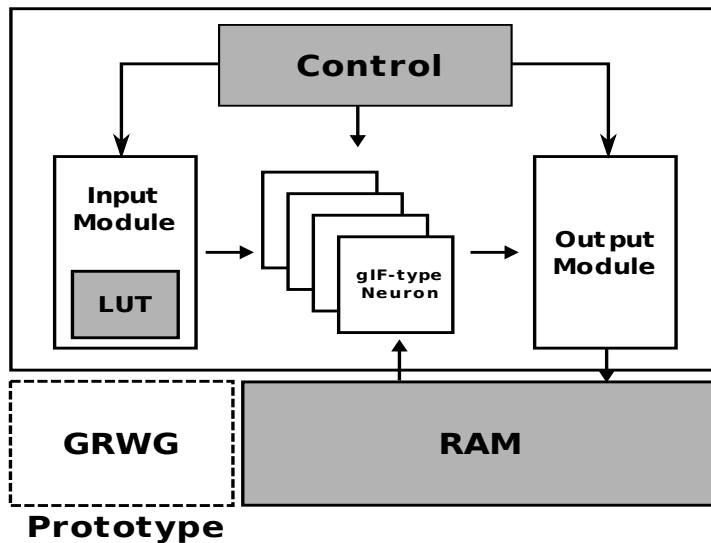 Control
Input
Module
LUT
gIF-type
Neuron
Output
Module
GRWG
RAM
Prototype